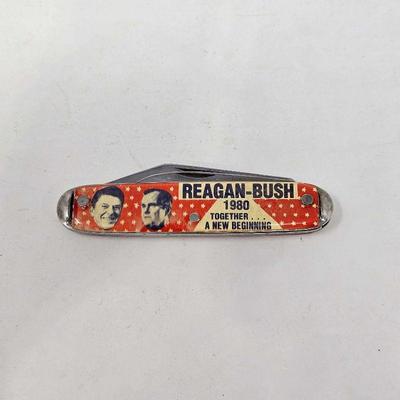 REAGAN-BUSH
1980
TOGETHER...
A NEW BEGINNING